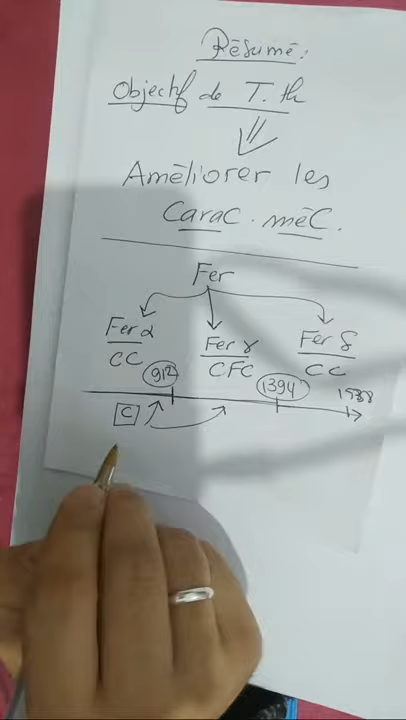 Résumé:
Objectif de T.th
Améliorer les
Carac. méc.
Fer
Fer α Fer γ Fer δ
CC CFC CC
912 1394 1538
C